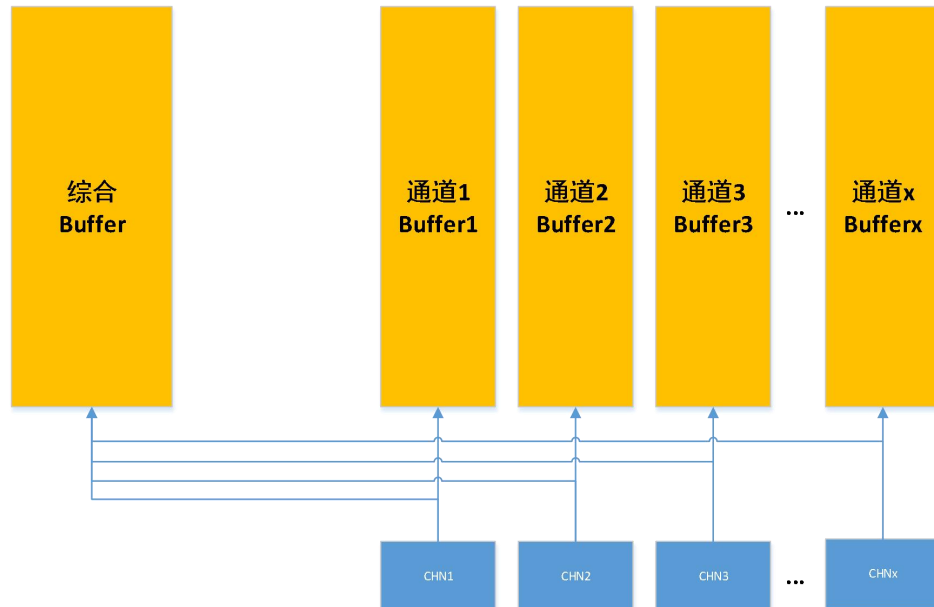 综合
Buffer
通道1
Buffer1
通道2
Buffer2
通道3
Buffer3
...
通道x
Bufferx
CHN1
CHN2
CHN3
...
CHNx